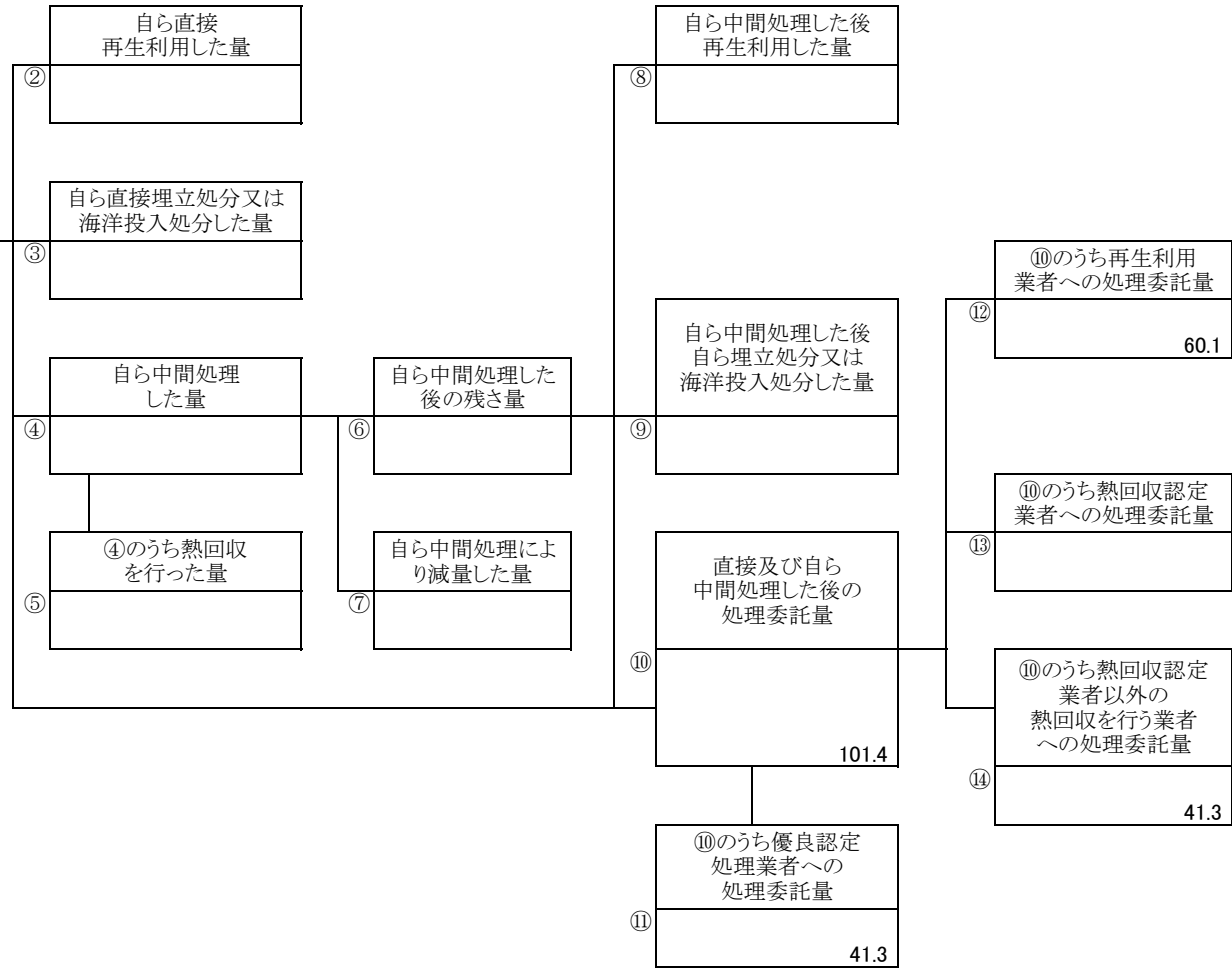 自ら直接
再生利用した量
②
自ら中間処理した後
再生利用した量
⑧
自ら直接埋立処分又は
海洋投入処分した量
③
⑩のうち再生利用
業者への処理委託量
⑫
60.1
自ら中間処理した後
自ら埋立処分又は
海洋投入処分した量
⑨
自ら中間処理
した量
④
自ら中間処理した
後の残さ量
⑥
⑩のうち熱回収認定
業者への処理委託量
⑬
④のうち熱回収
を行った量
⑤
自ら中間処理によ
り減量した量
⑦
直接及び自ら
中間処理した後の
処理委託量
⑩
101.4
⑩のうち熱回収認定
業者以外の
熱回収を行う業者
への処理委託量
⑭
41.3
⑩のうち優良認定
処理業者への
処理委託量
⑪
41.3